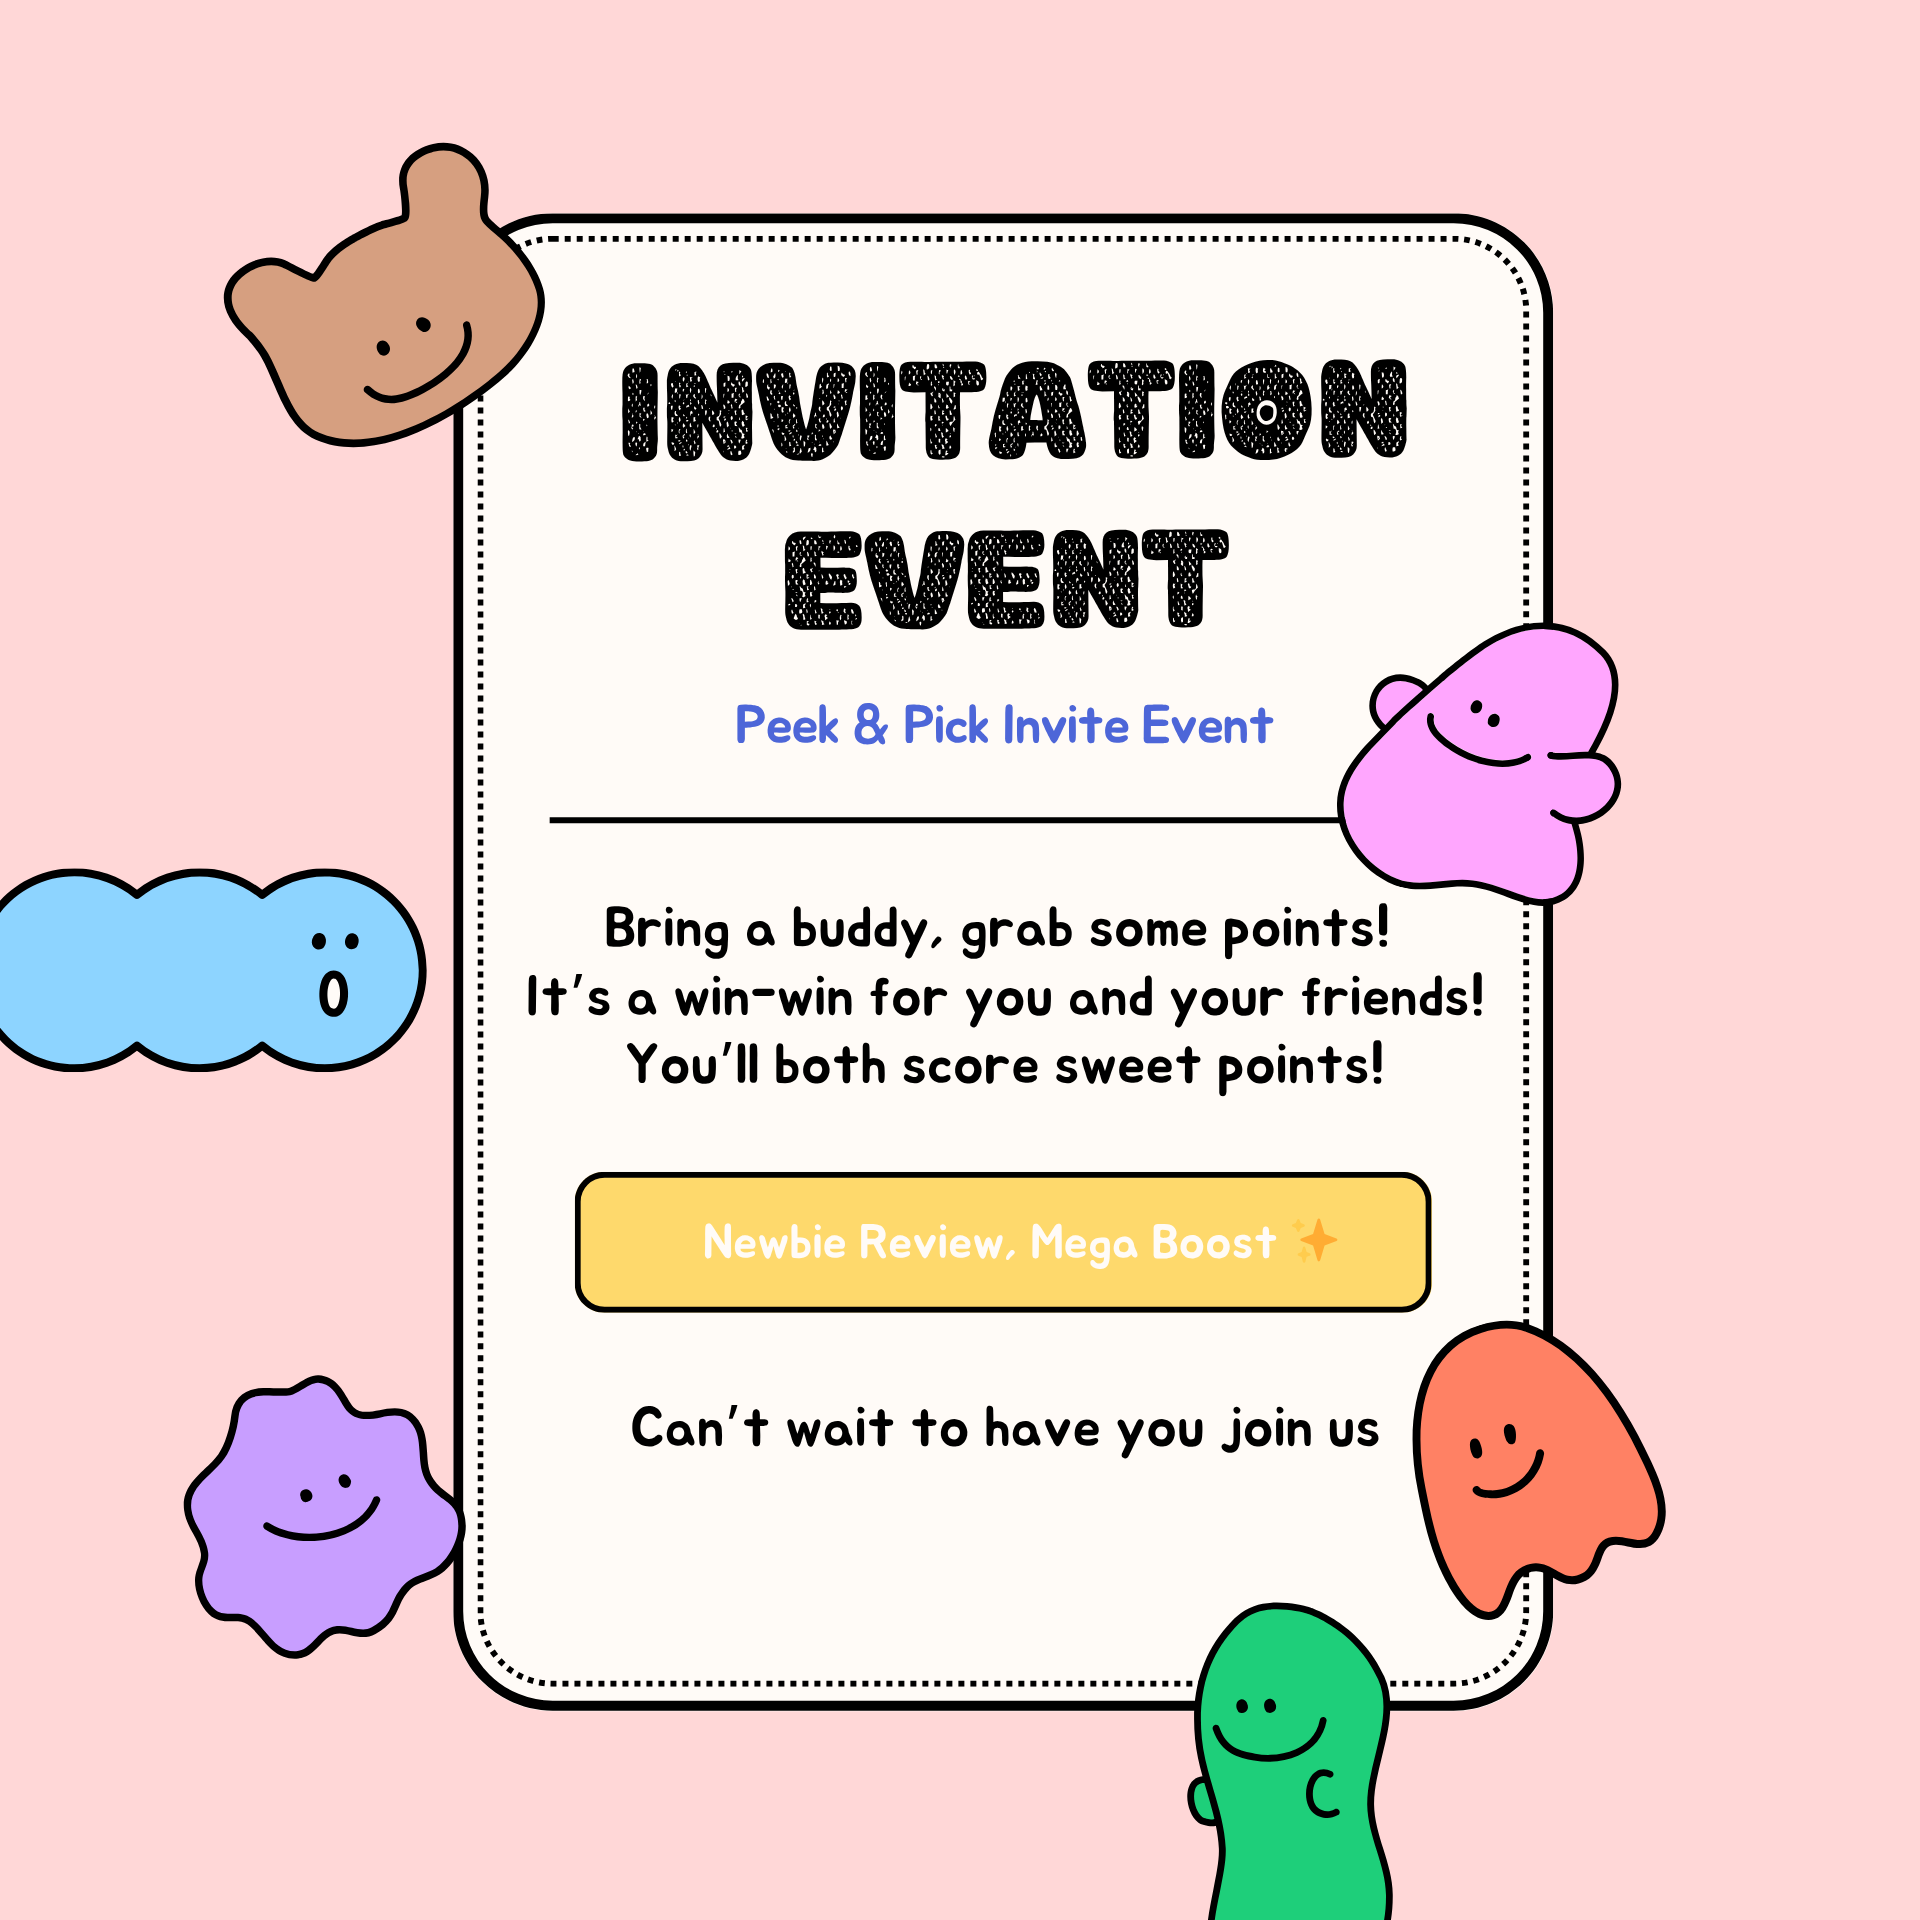 INVITATION
EVENT
Peek & Pick Invite Event
Bring a buddy, grab some points!
It's a win-win for you and your friends!
You'll both score sweet points!
Newbie Review, Mega Boost ✨
Can't wait to have you join us